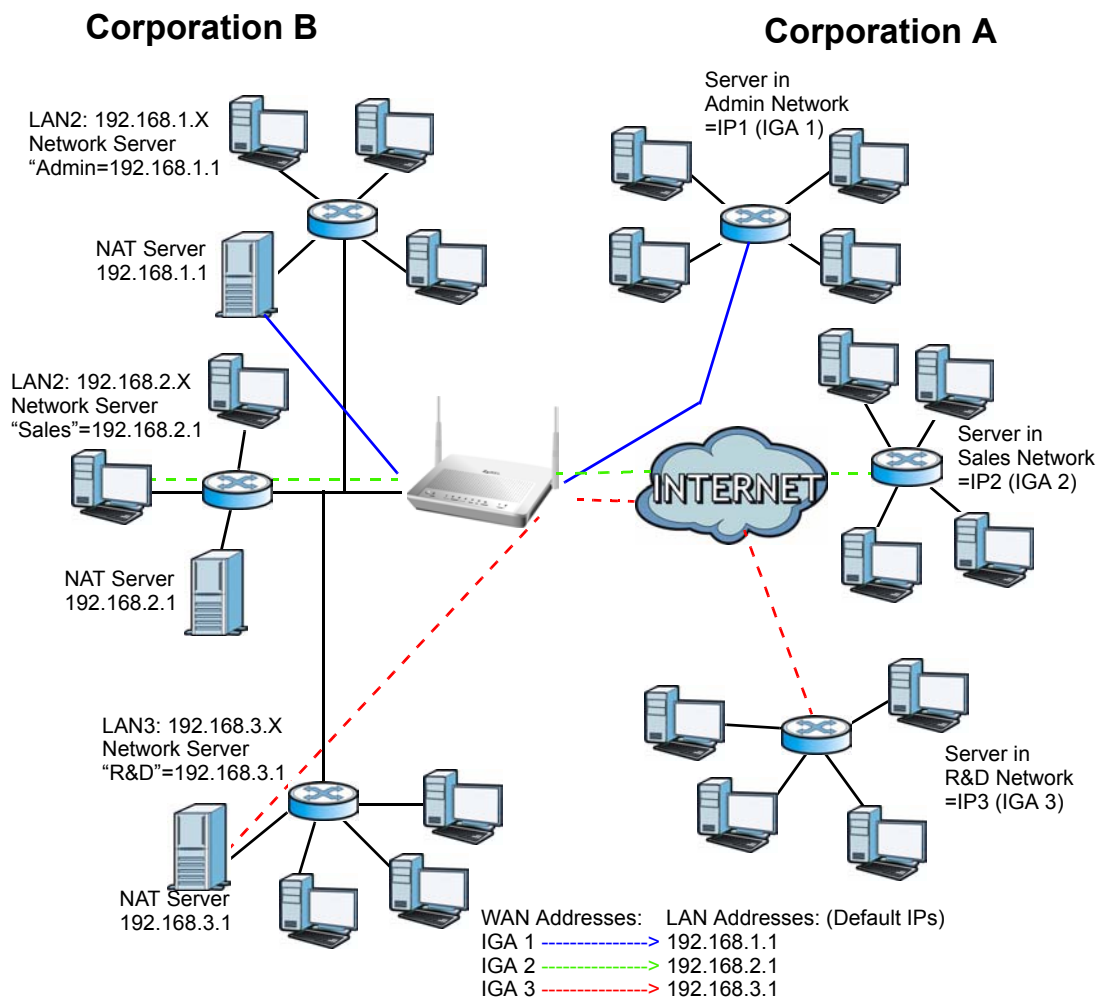 Corporation B
Corporation A
LAN2: 192.168.1.X
Network Server
“Admin=192.168.1.1
Server in
Admin Network
=IP1 (IGA 1)
NAT Server
192.168.1.1
LAN2: 192.168.2.X
Network Server
“Sales”=192.168.2.1
ZyXEL
INTERNET
Server in
Sales Network
=IP2 (IGA 2)
NAT Server
192.168.2.1
LAN3: 192.168.3.X
Network Server
“R&D”=192.168.3.1
Server in
R&D Network
=IP3 (IGA 3)
NAT Server
192.168.3.1
WAN Addresses: LAN Addresses: (Default IPs)
IGA 1 ---------------> 192.168.1.1
IGA 2 ---------------> 192.168.2.1
IGA 3 ---------------> 192.168.3.1